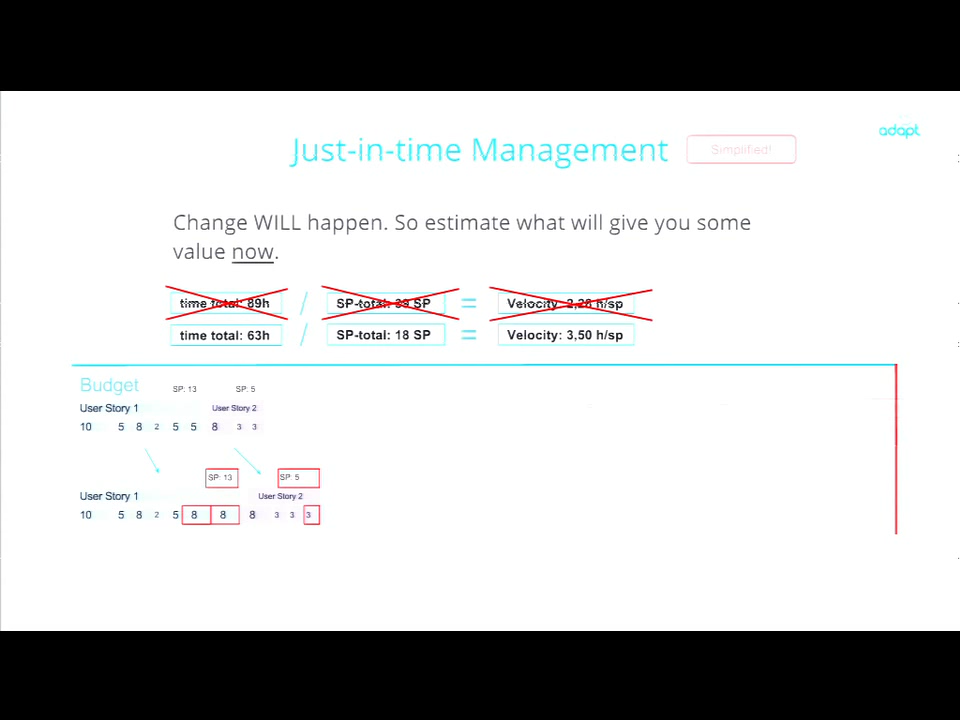 adapt
Just-in-time Management Simplified!
Change WILL happen. So estimate what will give you some
value now.
time total: 89h / SP-total: 39 SP = Velocity: 2,28 h/sp
time total: 63h / SP-total: 18 SP = Velocity: 3,50 h/sp
Budget SP: 13 SP: 5
User Story 1 User Story 2
10 5 8 2 5 5 8 3 3
SP: 13 SP: 5
User Story 1 User Story 2
10 5 8 2 5 8 8 8 3 3 3